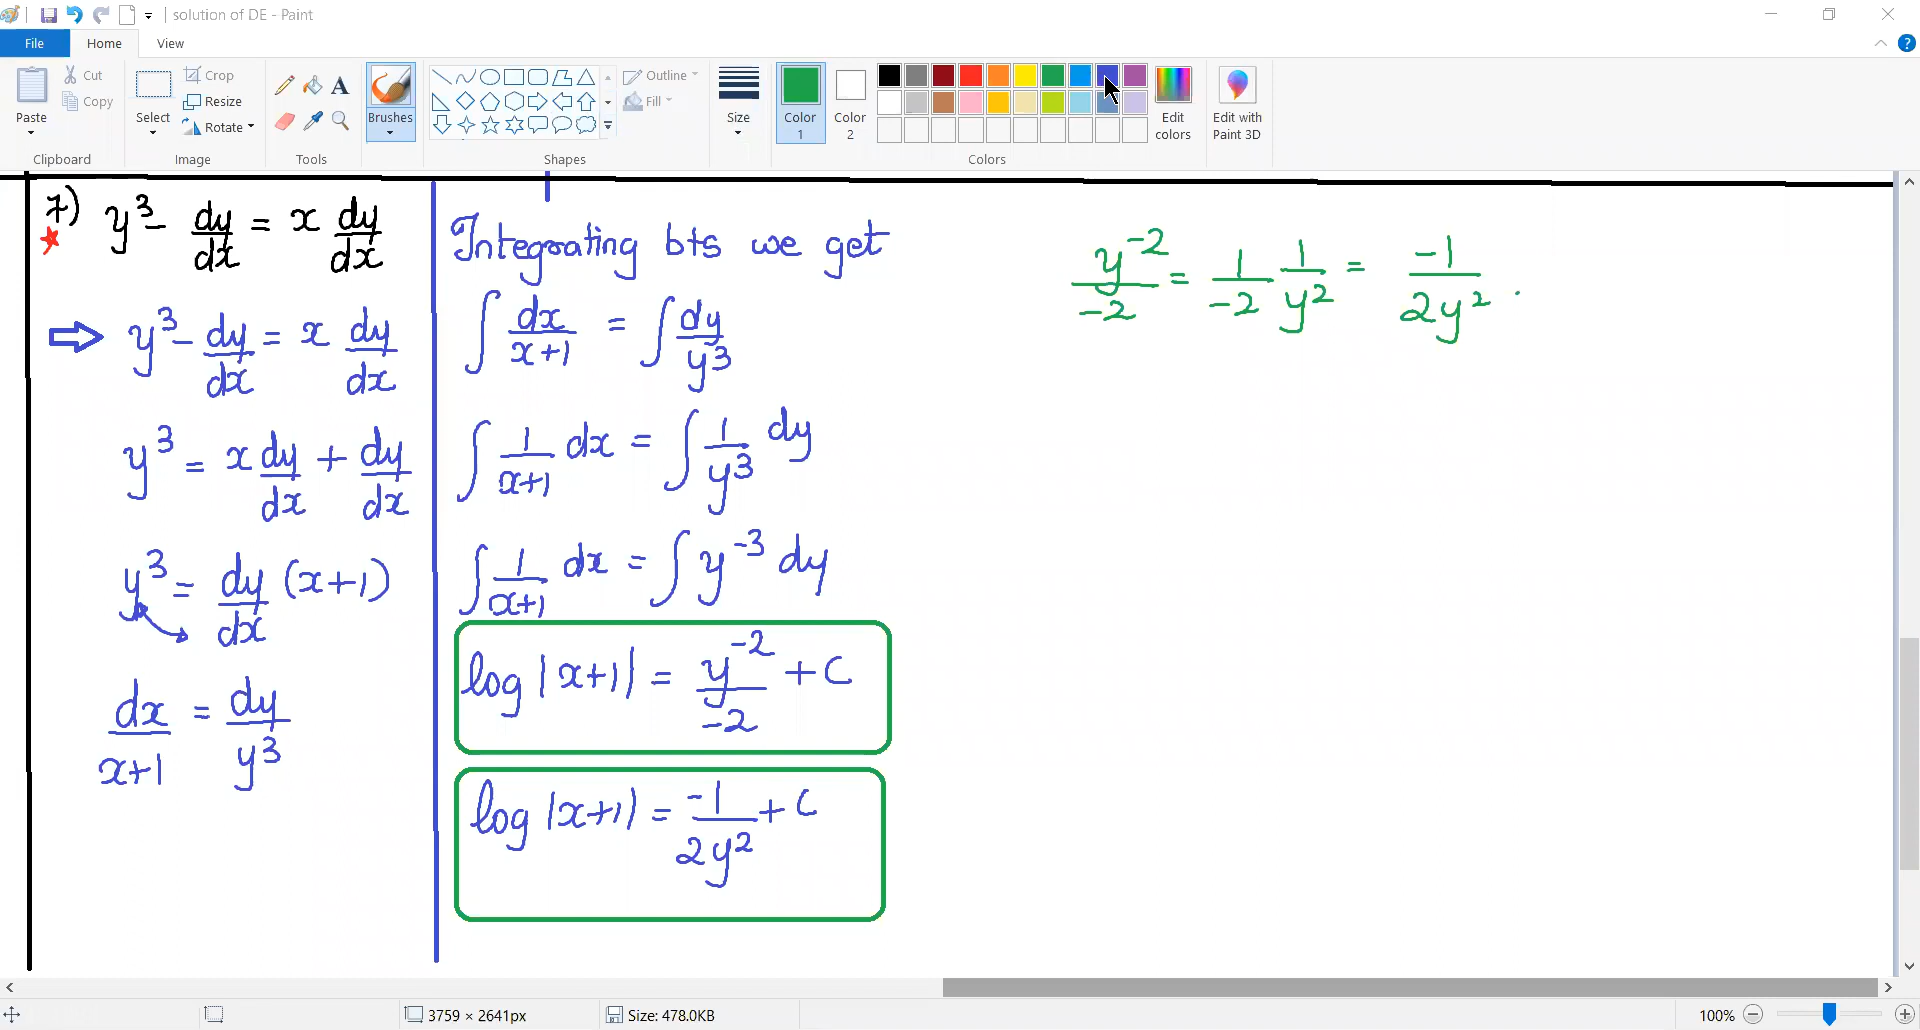 solution of DE - Paint
File Home View
Paste Cut Copy Clipboard
Select Crop Resize Rotate Image
Tools
Brushes
Outline Fill Shapes
Size
Color 1 Color 2 Edit colors Colors
Edit with Paint 3D
7) y³ - dy/dx = x dy/dx
⇒ y³ - dy/dx = x dy/dx
y³ = x dy/dx + dy/dx
y³ = dy/dx (x+1)
dx/x+1 = dy/y³
Integrating bts we get
∫ dx/x+1 = ∫ dy/y³
∫ 1/x+1 dx = ∫ 1/y³ dy
∫ 1/x+1 dx = ∫ y⁻³ dy
log |x+1| = y⁻²/-2 + C
log |x+1| = -1/2y² + C
y⁻²/-2 = 1/-2 1/y² = -1/2y² .
3759 × 2641px Size: 478.0KB 100%